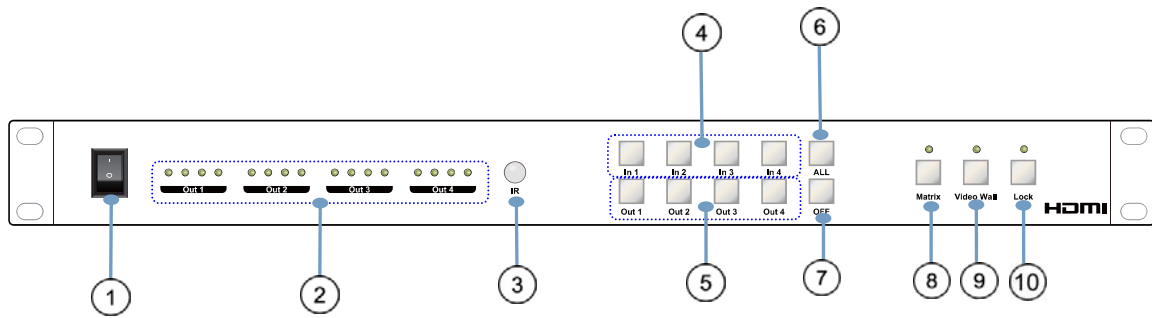 4
6
I
O
Out 1
Out 2
Out 3
Out 4
IR
In 1
In 2
In 3
In 4
ALL
Out 1
Out 2
Out 3
Out 4
OFF
Matrix
Video Wall
Lock
HDMI
1
2
3
5
7
8
9
10